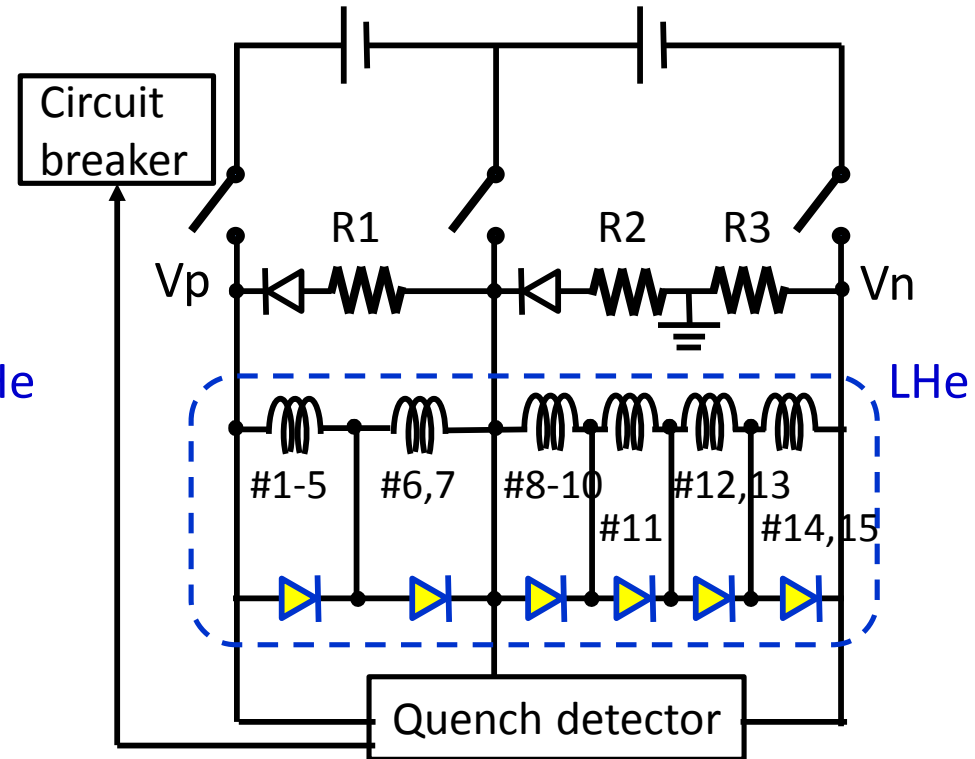 Circuit
breaker
R1
R2
R3
Vp
Vn
He
LHe
#1-5
#6,7
#8-10
#12,13
#11
#14,15
Quench detector